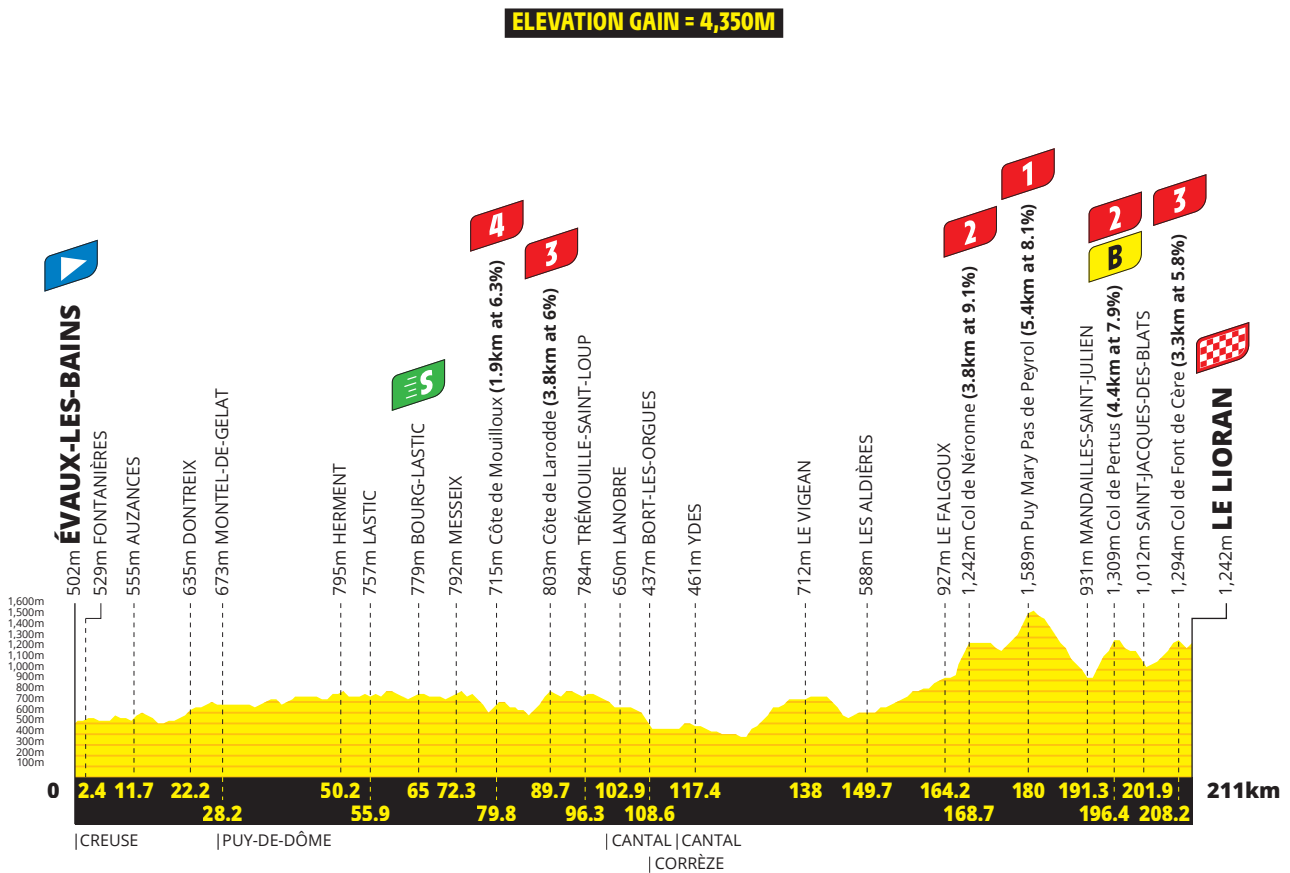 ELEVATION GAIN = 4,350M
1
4
3
2
2
B
3
S
502m ÉVAUX-LES-BAINS
529m FONTANIÈRES
555m AUZANCES
635m DONTREIX
673m MONTEL-DE-GELAT
795m HERMENT
757m LASTIC
779m BOURG-LASTIC
792m MESSEIX
715m Côte de Mouilloux (1.9km at 6.3%)
803m Côte de Larodde (3.8km at 6%)
784m TRÉMOUILLE-SAINT-LOUP
650m LANOBRE
437m BORT-LES-ORGUES
461m YDES
712m LE VIGEAN
588m LES ALDIÈRES
927m LE FALGOUX
1,242m Col de Néronne (3.8km at 9.1%)
1,589m Puy Mary Pas de Peyrol (5.4km at 8.1%)
931m MANDAILLES-SAINT-JULIEN
1,309m Col de Pertus (4.4km at 7.9%)
1,012m SAINT-JACQUES-DES-BLATS
1,294m Col de Font de Cère (3.3km at 5.8%)
1,242m LE LIORAN
1,600m
1,500m
1,400m
1,300m
1,200m
1,100m
1,000m
900m
800m
700m
600m
500m
400m
300m
200m
100m
0 2.4 11.7 22.2 50.2 65 72.3 89.7 102.9 117.4 138 149.7 164.2 180 191.3 201.9 211km
28.2 55.9 79.8 96.3 108.6 168.7 196.4 208.2
|CREUSE |PUY-DE-DÔME |CANTAL |CANTAL
|CORRÈZE